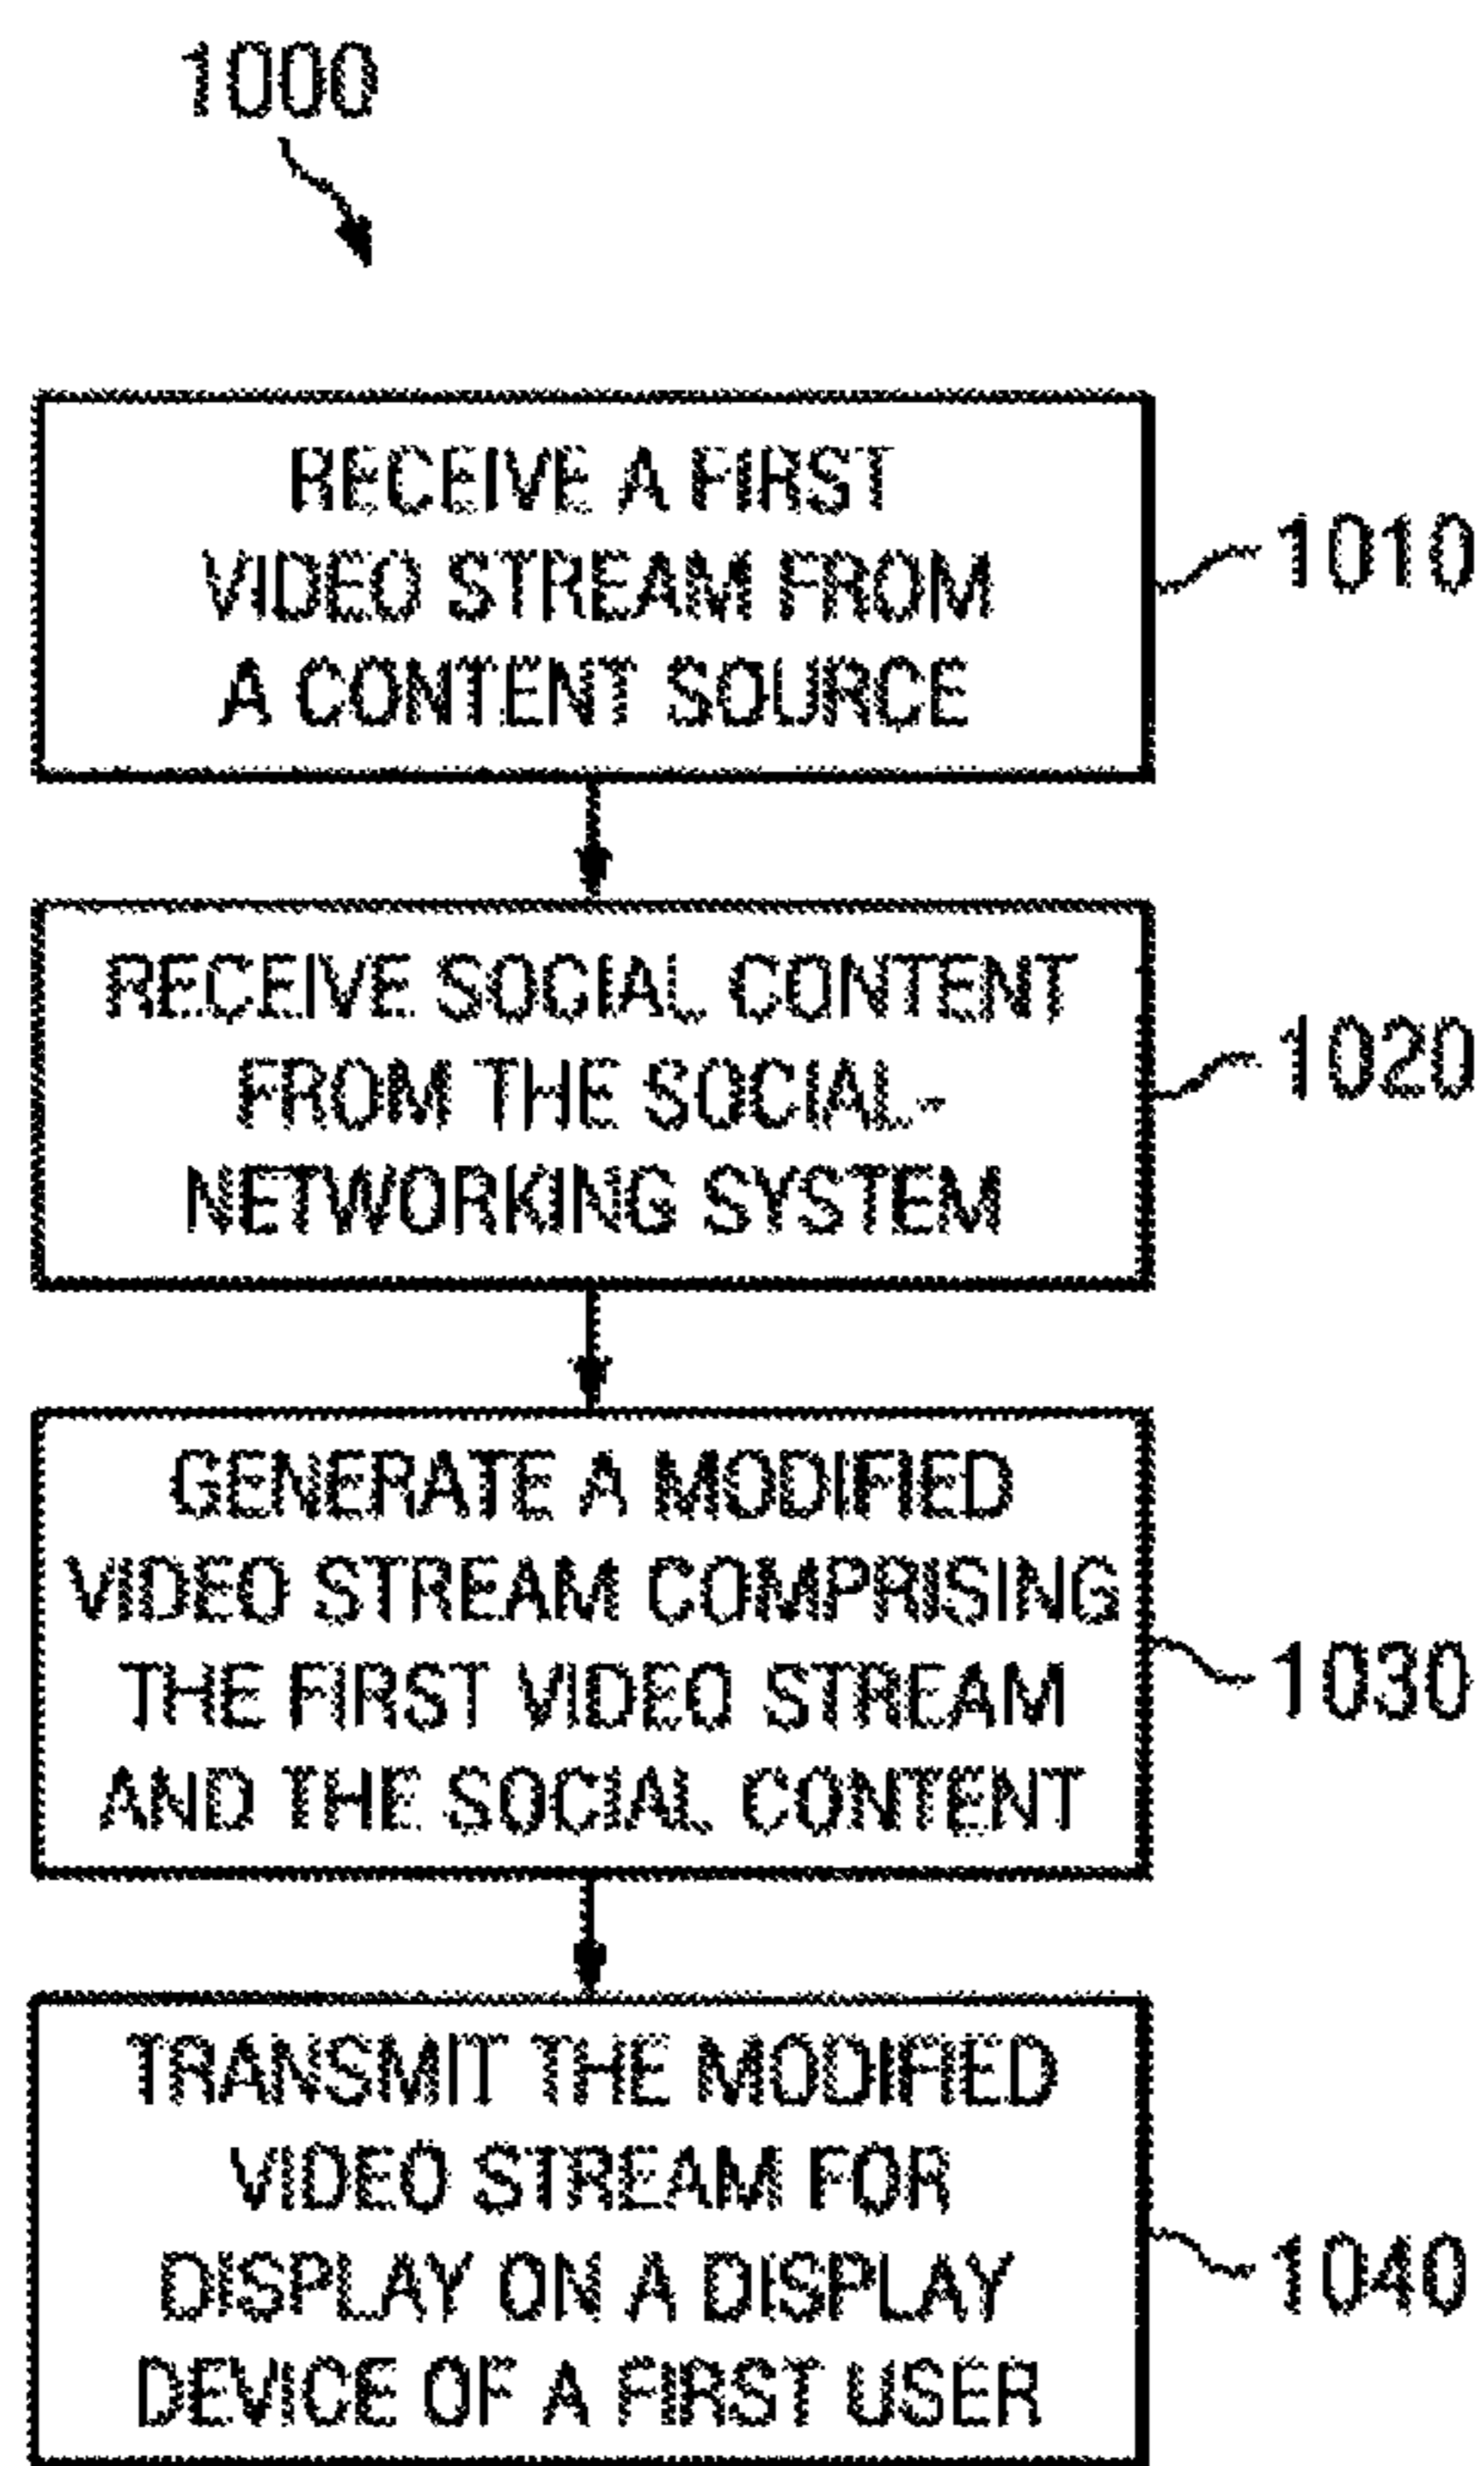 1000
RECEIVE A FIRST
VIDEO STREAM FROM
A CONTENT SOURCE
1010
RECEIVE SOCIAL CONTENT
FROM THE SOCIAL-
NETWORKING SYSTEM
1020
GENERATE A MODIFIED
VIDEO STREAM COMPRISING
THE FIRST VIDEO STREAM
AND THE SOCIAL CONTENT
1030
TRANSMIT THE MODIFIED
VIDEO STREAM FOR
DISPLAY ON A DISPLAY
DEVICE OF A FIRST USER
1040